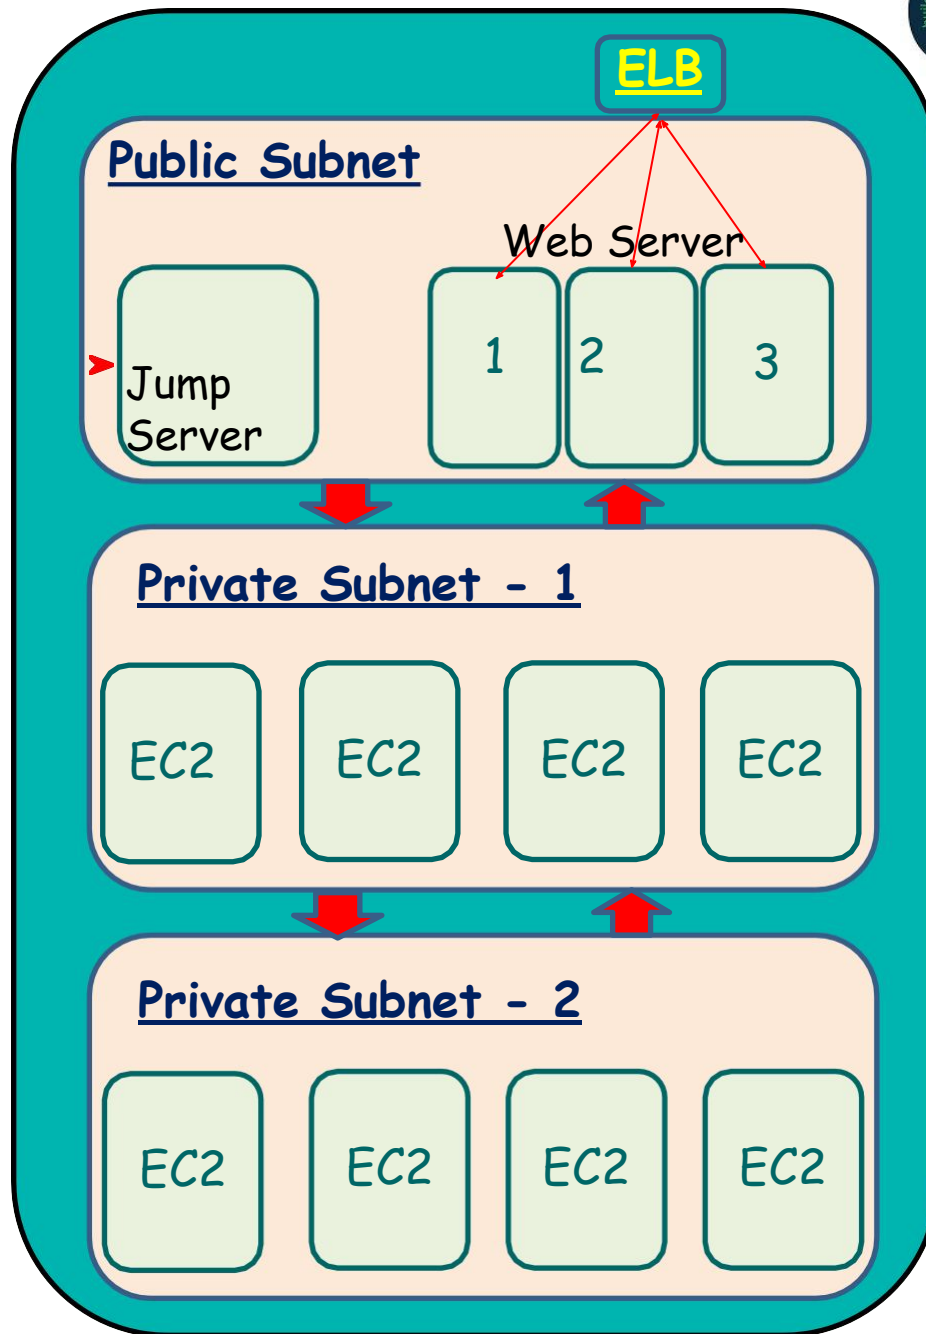 ELB
Public Subnet
Web Server
1
2
3
Jump
Server
Private Subnet - 1
EC2
EC2
EC2
EC2
Private Subnet - 2
EC2
EC2
EC2
EC2